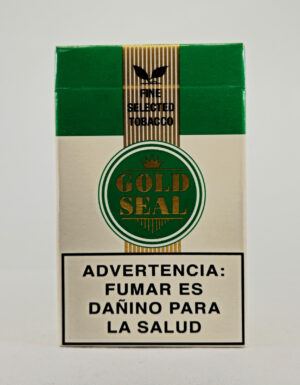 FINE
SELECTED
TOBACCO
GOLD
SEAL
ADVERTENCIA:
FUMAR ES
DAÑINO PARA
LA SALUD